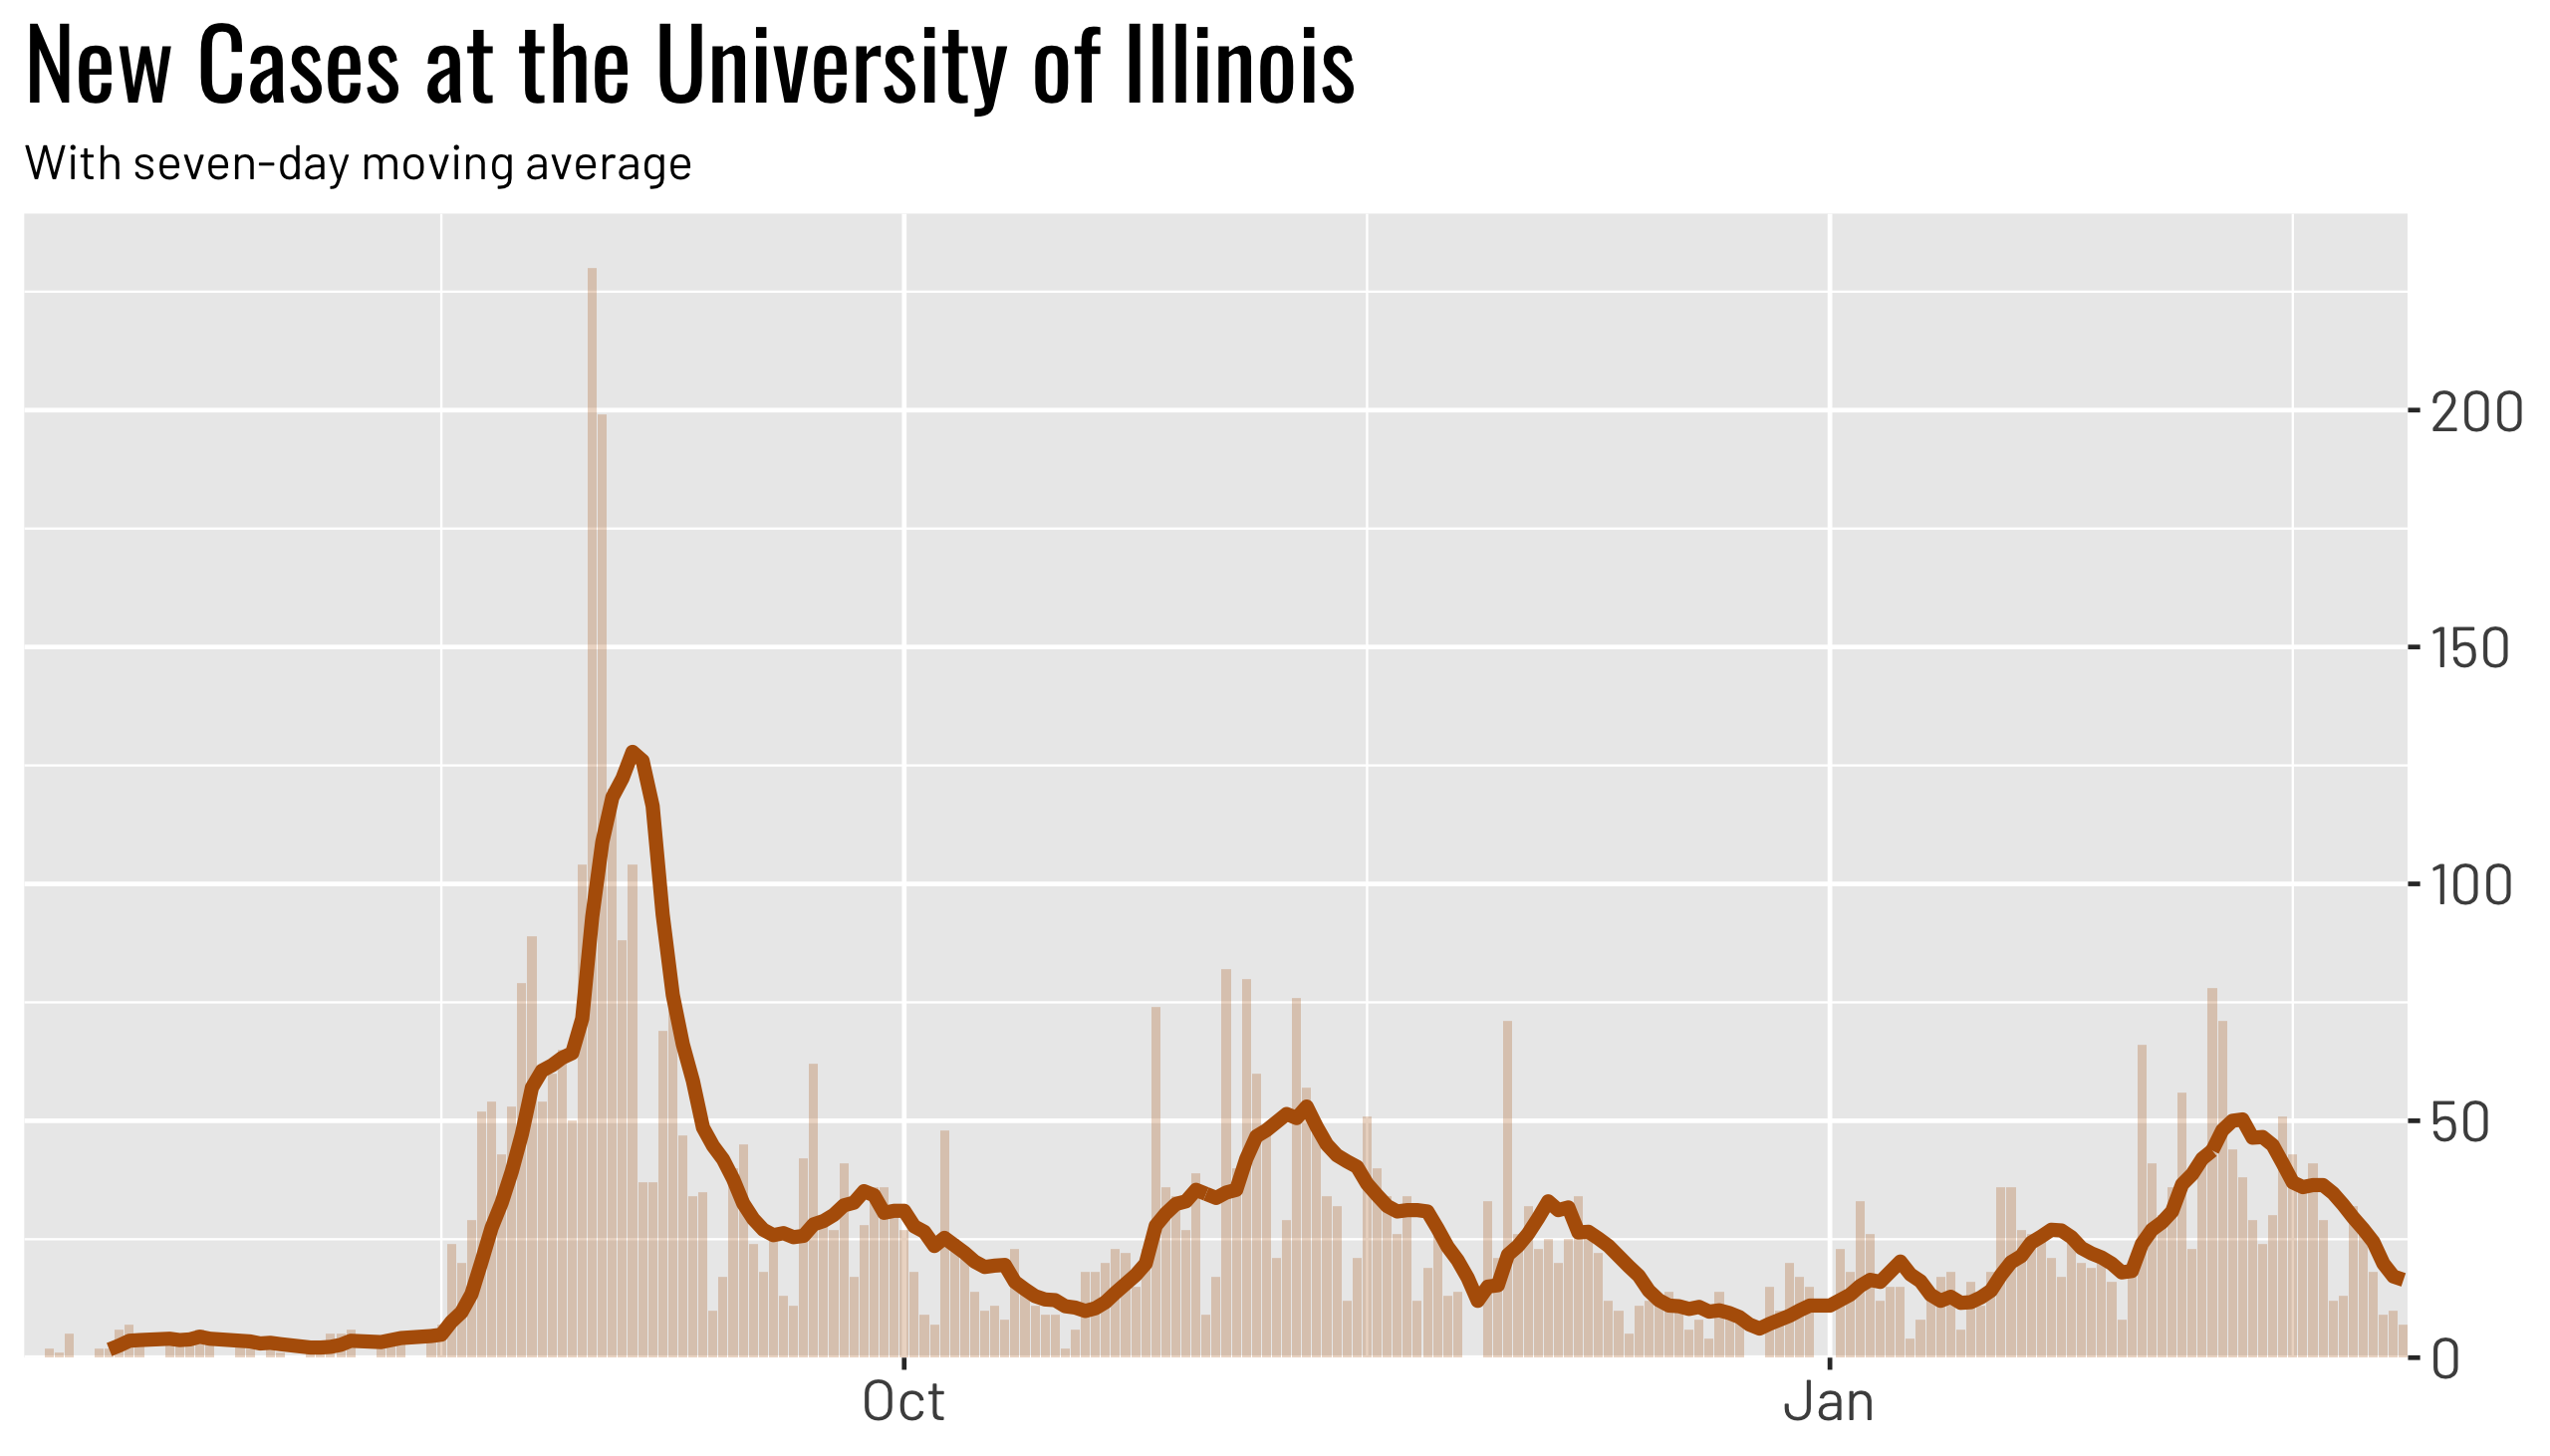 New Cases at the University of Illinois
With seven-day moving average
200
150
100
50
0
Oct
Jan